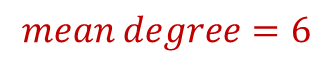 mean degree = 6